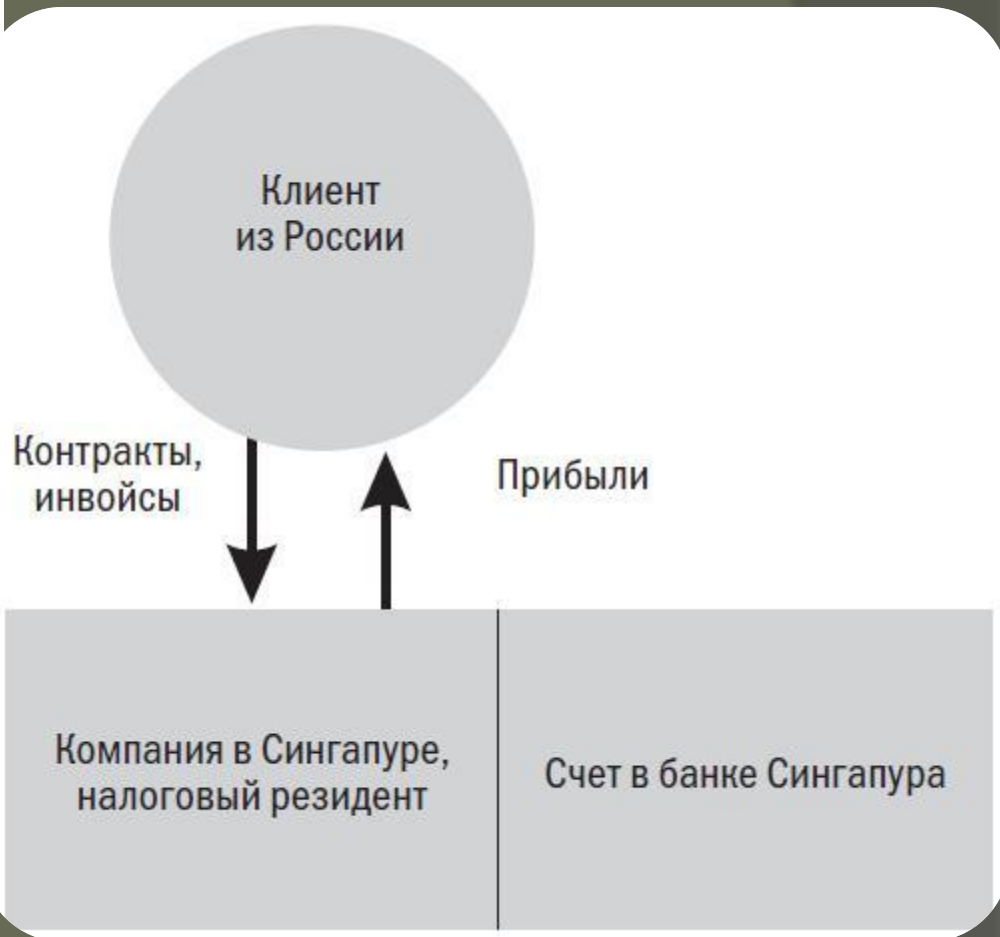 Клиент
из России
Контракты,
инвойсы
Прибыли
Компания в Сингапуре,
налоговый резидент
Счет в банке Сингапура